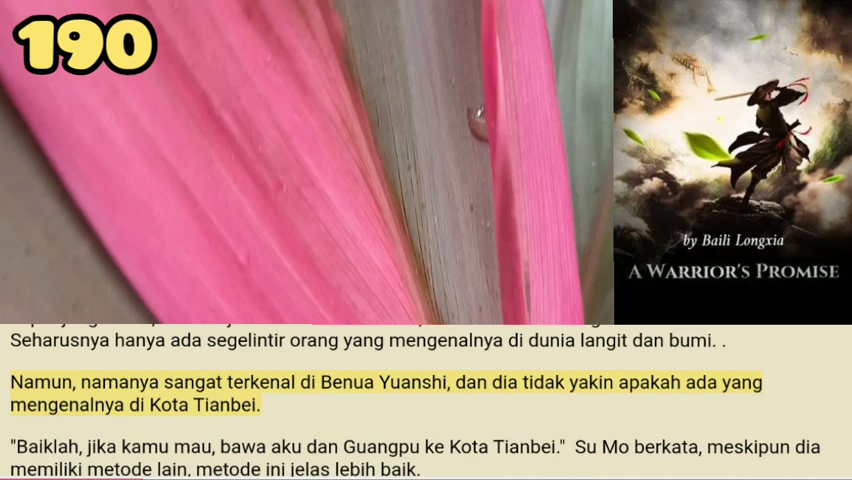 190
by Baili Longxia
A WARRIOR'S PROMISE
Seharusnya hanya ada segelintir orang yang mengenalnya di dunia langit dan bumi. .
Namun, namanya sangat terkenal di Benua Yuanshi, dan dia tidak yakin apakah ada yang
mengenalnya di Kota Tianbei.
"Baiklah, jika kamu mau, bawa aku dan Guangpu ke Kota Tianbei."  Su Mo berkata, meskipun dia
memiliki metode lain, metode ini jelas lebih baik.